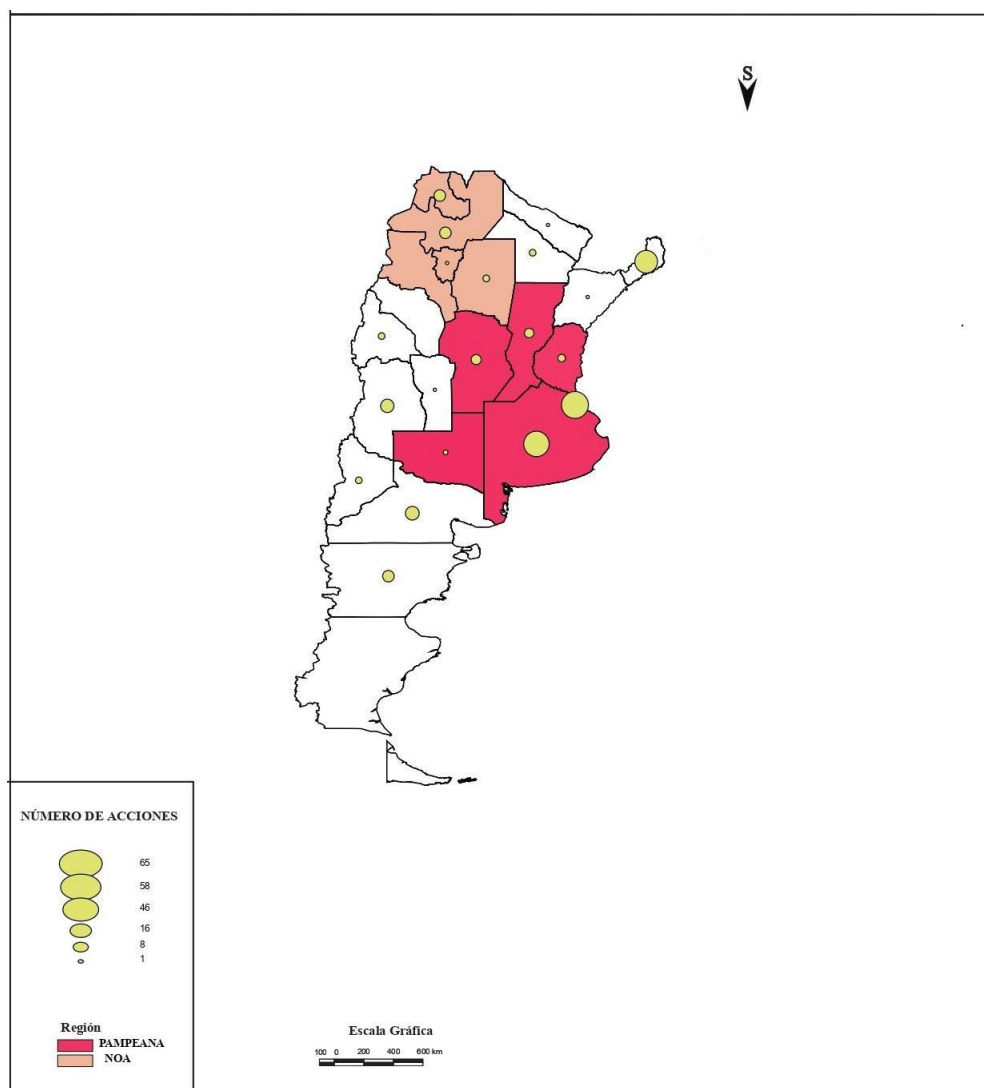 S
NÚMERO DE ACCIONES
65
58
46
16
8
1
Región
PAMPEANA
NOA
Escala Gráfica
100 0 200 400 600 km